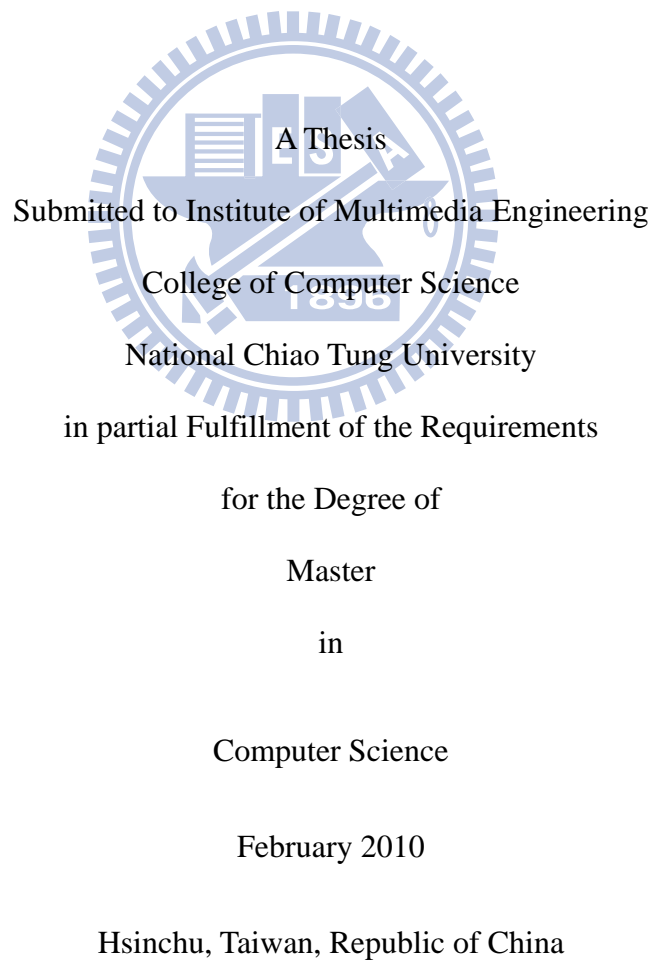 A Thesis
Submitted to Institute of Multimedia Engineering
College of Computer Science
1896
National Chiao Tung University
in partial Fulfillment of the Requirements
for the Degree of
Master
in
Computer Science
February 2010
Hsinchu, Taiwan, Republic of China